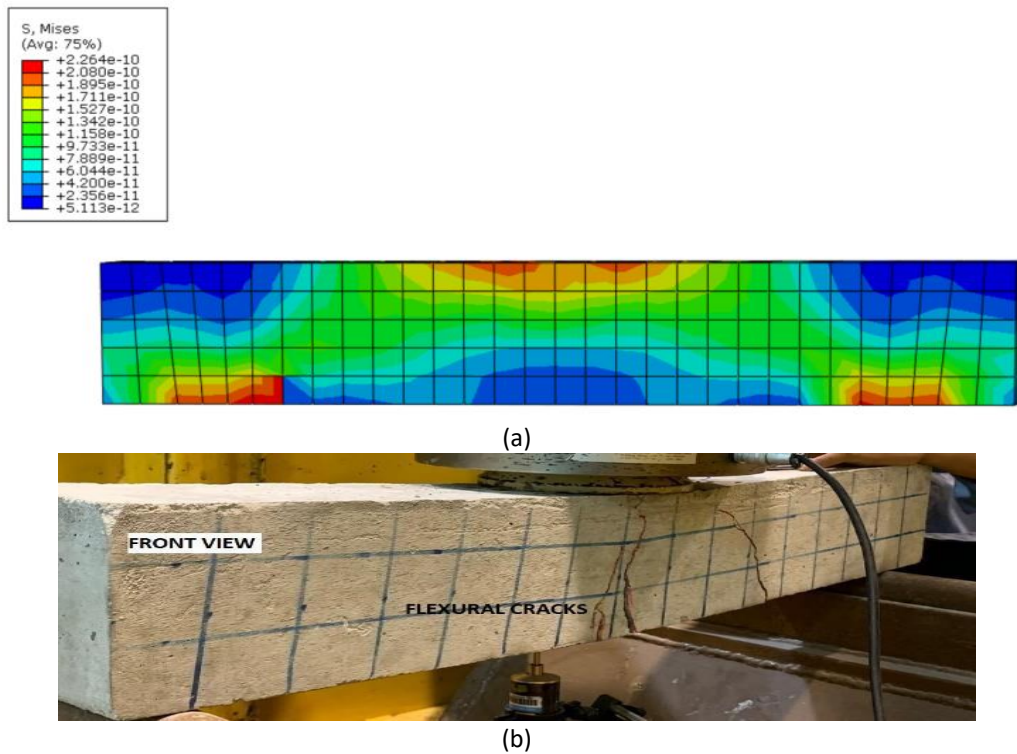 S, Mises
(Avg: 75%)
+2.264e-10
+2.080e-10
+1.895e-10
+1.711e-10
+1.527e-10
+1.342e-10
+1.158e-10
+9.733e-11
+7.889e-11
+6.044e-11
+4.200e-11
+2.356e-11
+5.113e-12
(a)
FRONT VIEW
FLEXURAL CRACKS
(b)